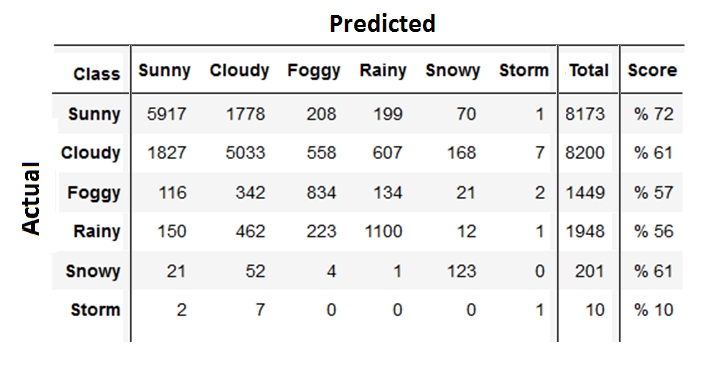 Predicted
Class Sunny Cloudy Foggy Rainy Snowy Storm Total Score
Sunny 5917 1778 208 199 70 1 8173 % 72
Cloudy 1827 5033 558 607 168 7 8200 % 61
Foggy 116 342 834 134 21 2 1449 % 57
Rainy 150 462 223 1100 12 1 1948 % 56
Snowy 21 52 4 1 123 0 201 % 61
Storm 2 7 0 0 0 1 10 % 10
Actual